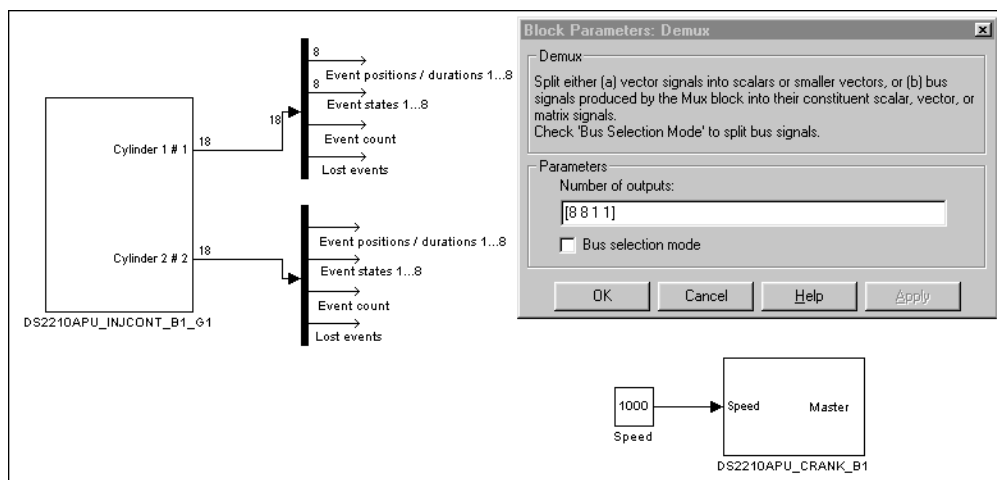 8
Event positions / durations 1...8
8
Event states 1...8
18
Event count
Lost events
Cylinder 1 # 1
18
Cylinder 2 # 2
18
Event positions / durations 1...8
Event states 1...8
Event count
Lost events
DS2210APU_INJCONT_B1_G1
Block Parameters: Demux
Demux
Split either (a) vector signals into scalars or smaller vectors, or (b) bus
signals produced by the Mux block into their constituent scalar, vector, or
matrix signals.
Check 'Bus Selection Mode' to split bus signals.
Parameters
Number of outputs:
[8 8 1 1]
Bus selection mode
OK
Cancel
Help
Apply
1000
Speed
Speed
Master
DS2210APU_CRANK_B1